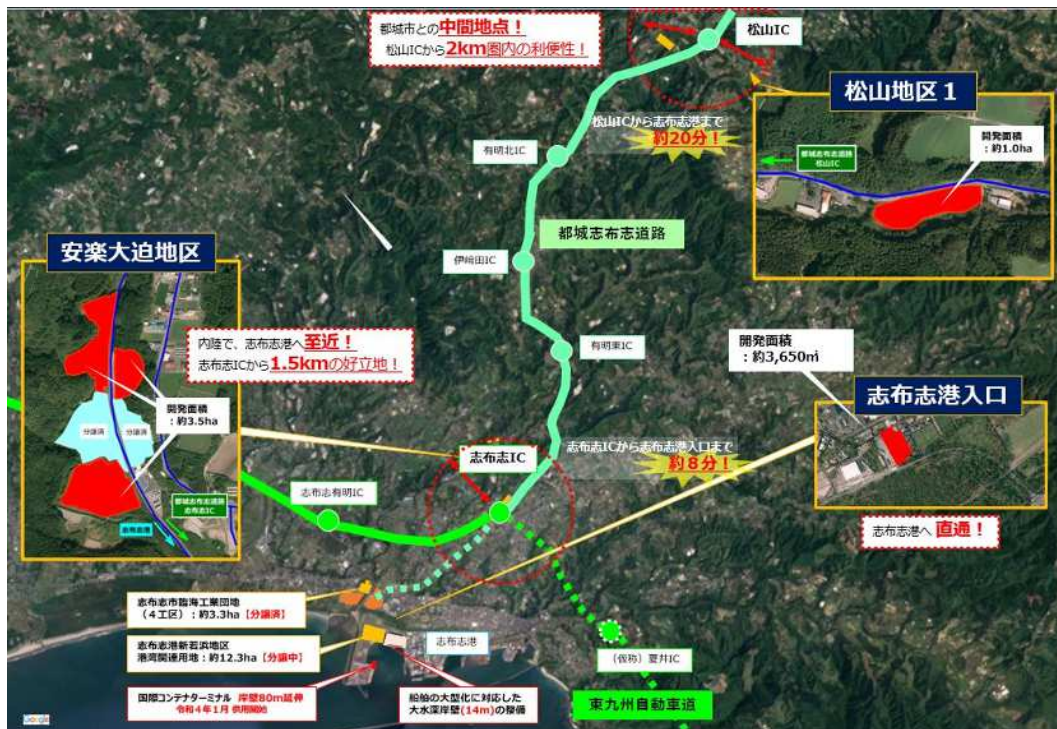 都城市との中間地点！
松山ICから2km圏内の利便性！
松山IC
松山ICから志布志港まで
約20分！
有明北IC
都城志布志道路
伊﨑田IC
有明東IC
松山地区１
開発面積
：約1.0ha
都城志布志道路
松山IC
安楽大迫地区
開発面積
：約3.5ha
分譲済
分譲済
都城志布志道路
志布志IC
志布志港
内陸で、志布志港へ至近！
志布志ICから1.5kmの好立地！
志布志IC
志布志ICから志布志港入口まで
約８分！
志布志有明IC
開発面積
：約3,650㎡
志布志港入口
志布志港へ 直通！
志布志市臨海工業団地
（４工区）：約3.3ha【分譲済】
志布志港新若浜地区
港湾関連用地：約12.3ha【分譲中】
国際コンテナターミナル 岸壁80m延伸
令和４年１月 供用開始
志布志港
船舶の大型化に対応した
大水深岸壁(14m)の整備
（仮称）夏井IC
東九州自動車道
Google